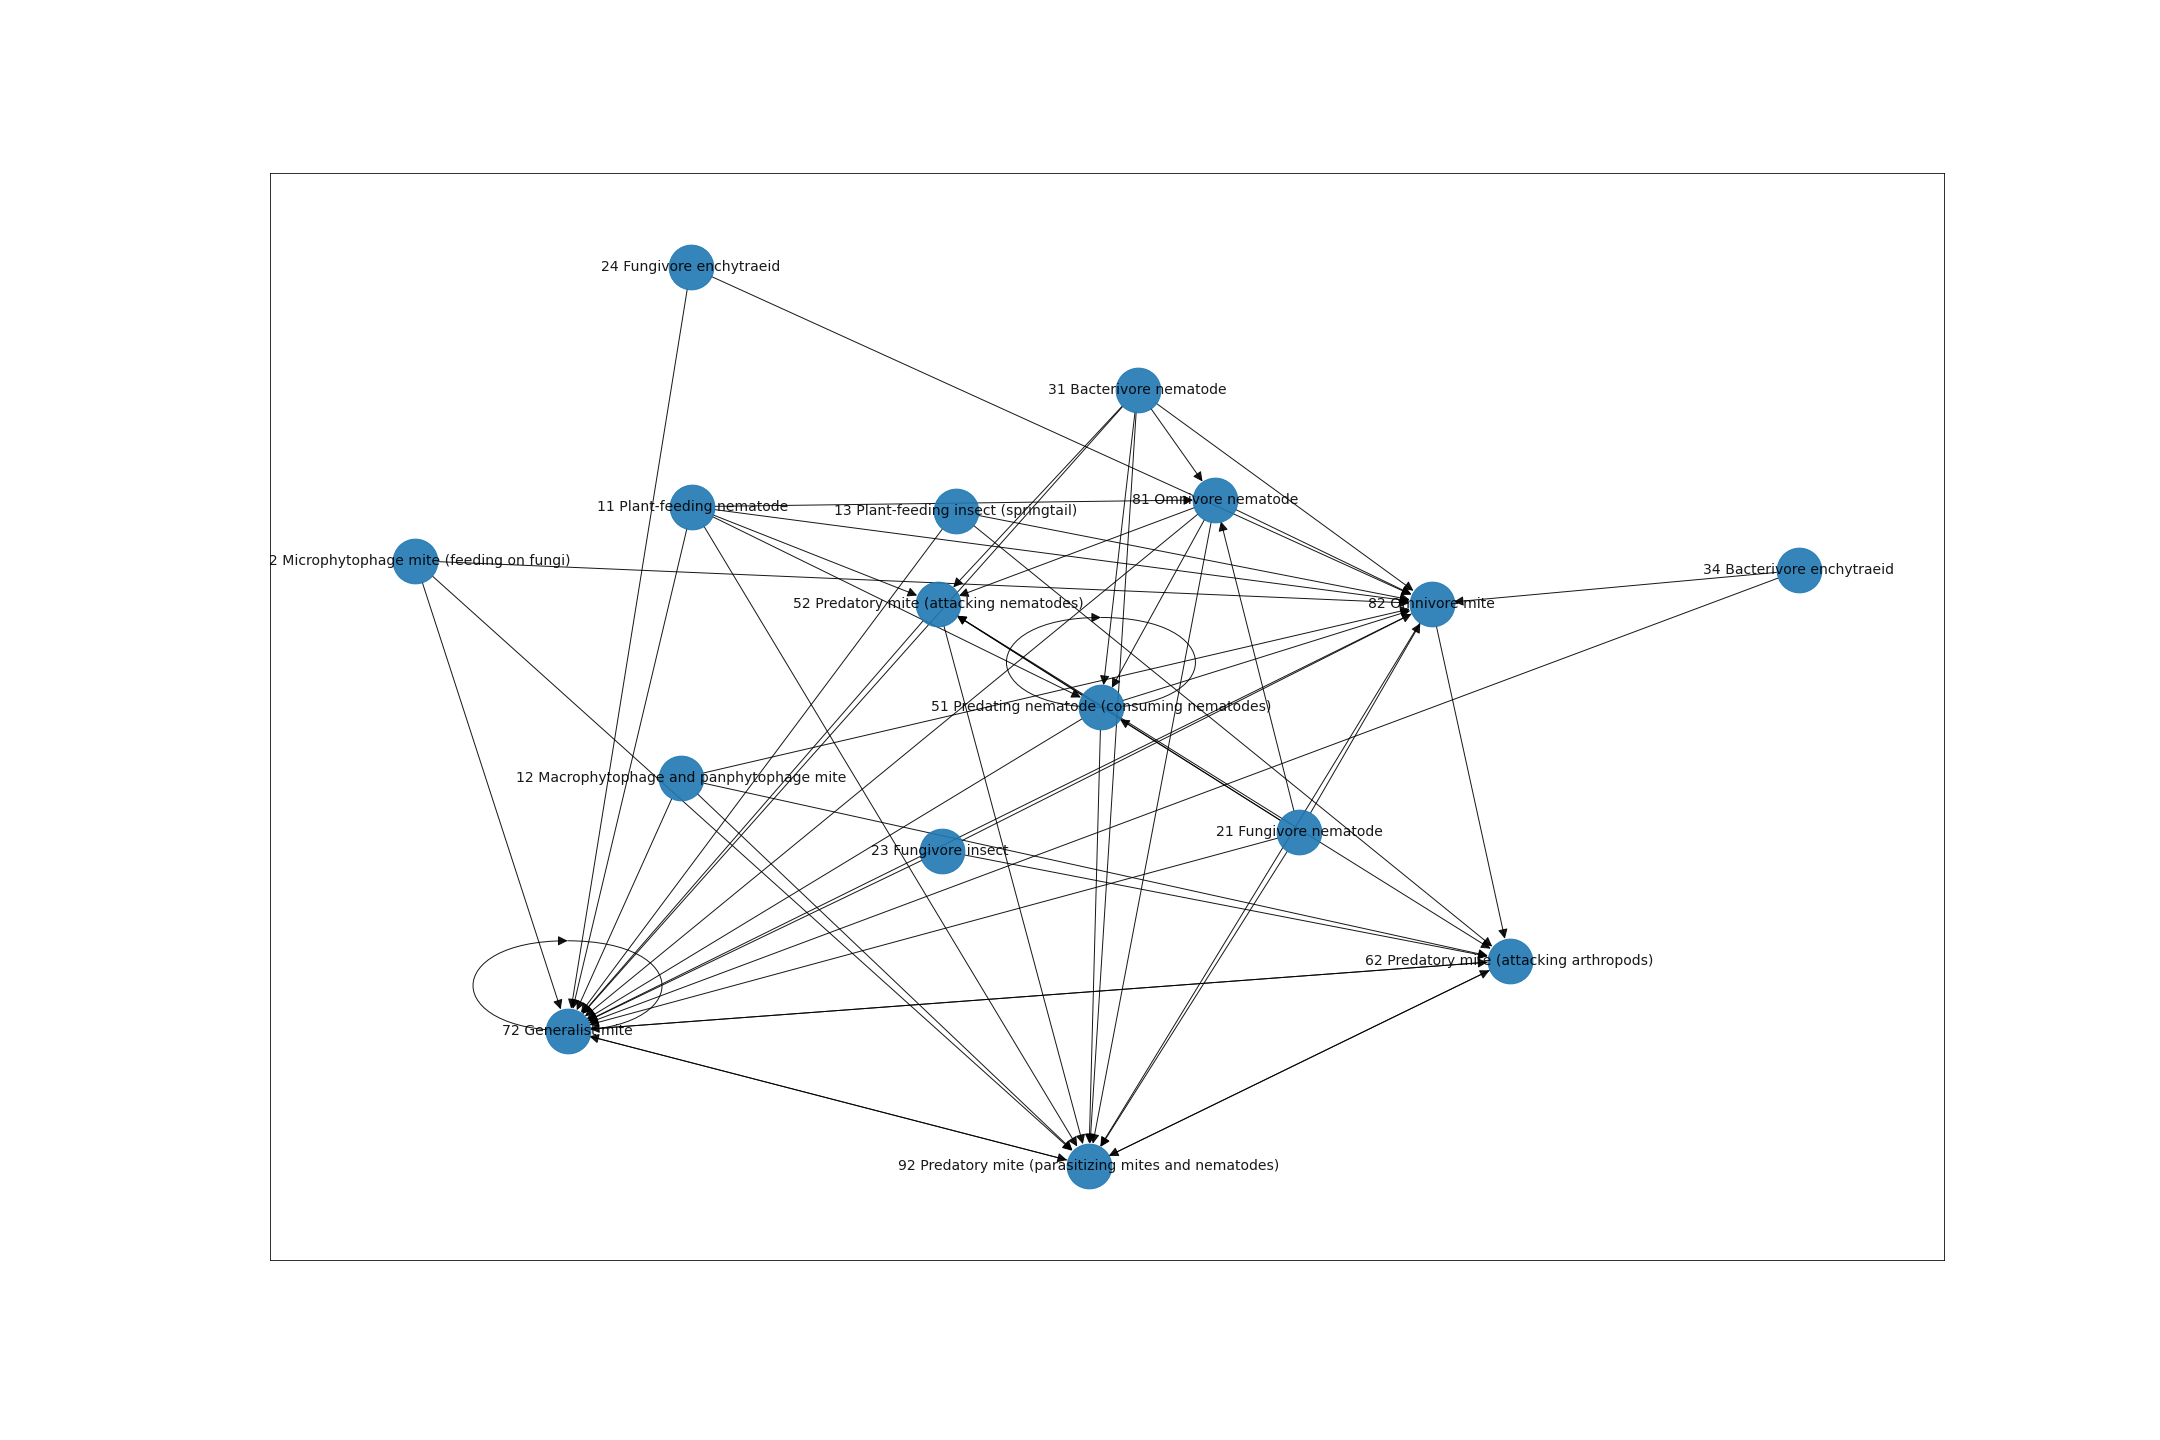 24 Fungivore enchytraeid
31 Bacterivore nematode
11 Plant-feeding nematode
13 Plant-feeding insect (springtail)
81 Omnivore nematode
2 Microphytophage mite (feeding on fungi)
34 Bacterivore enchytraeid
52 Predatory mite (attacking nematodes)
82 Omnivore mite
51 Predating nematode (consuming nematodes)
12 Macrophytophage and panphytophage mite
21 Fungivore nematode
23 Fungivore insect
62 Predatory mite (attacking arthropods)
72 Generalist mite
92 Predatory mite (parasitizing mites and nematodes)